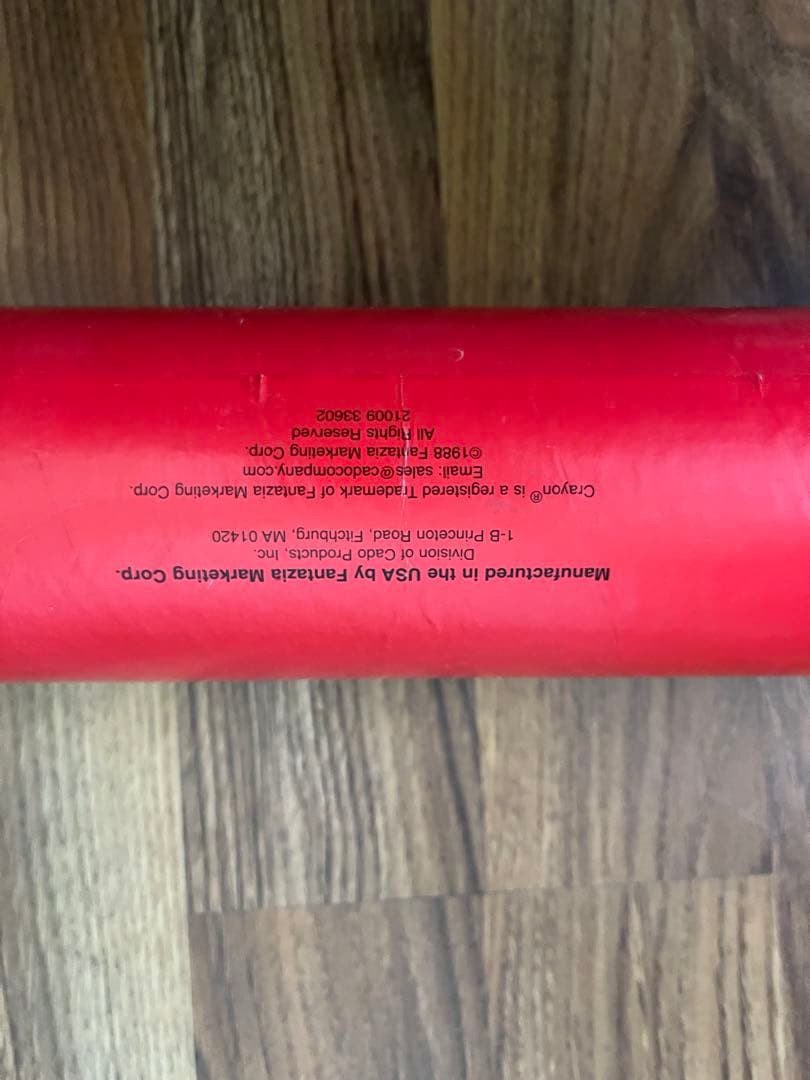 Manufactured in the USA by Fantazia Marketing Corp.
Division of Cado Products, Inc.
1-B Princeton Road, Fitchburg, MA 01420
Crayon® is a registered Trademark of Fantazia Marketing Corp.
Email: sales@cadocompany.com
©1988 Fantazia Marketing Corp.
All Rights Reserved
21009 33602